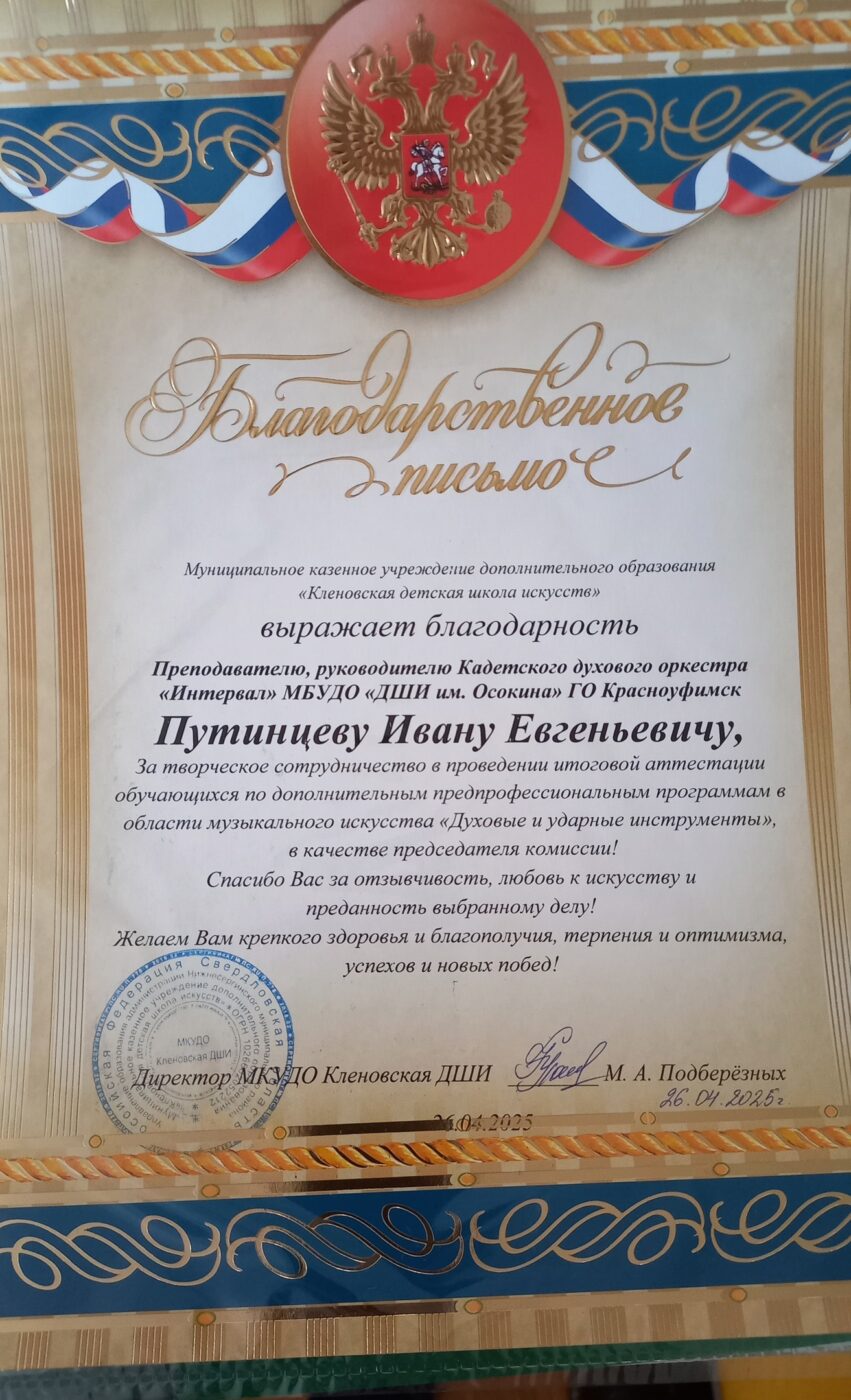 Благодарственное
письмо
Муниципальное казенное учреждение дополнительного образования
«Кленовская детская школа искусств»
выражает благодарность
Преподавателю, руководителю Кадетского духового оркестра
«Интервал» МБУДО «ДШИ им. Осокина» ГО Красноуфимск
Путинцеву Ивану Евгеньевичу,
За творческое сотрудничество в проведении итоговой аттестации
обучающихся по дополнительным предпрофессиональным программам в
области музыкального искусства «Духовые и ударные инструменты»,
в качестве председателя комиссии!
Спасибо Вас за отзывчивость, любовь к искусству и
преданность выбранному делу!
Желаем Вам крепкого здоровья и благополучия, терпения и оптимизма,
успехов и новых побед!
Федерация Свердловская
МКУДО
Кленовская ДШИ
Директор МКУДО Кленовская ДШИ М. А. Подберёзных
26.04.2025г
26.04.2025